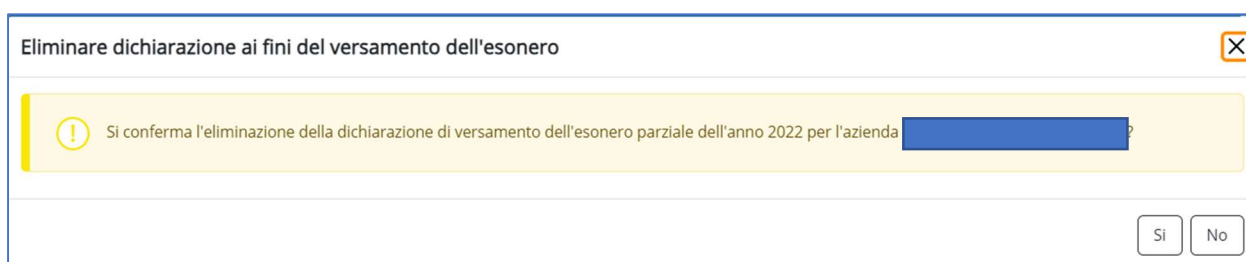 Eliminare dichiarazione ai fini del versamento dell'esonero
Si conferma l'eliminazione della dichiarazione di versamento dell'esonero parziale dell'anno 2022 per l'azienda ?
Si
No